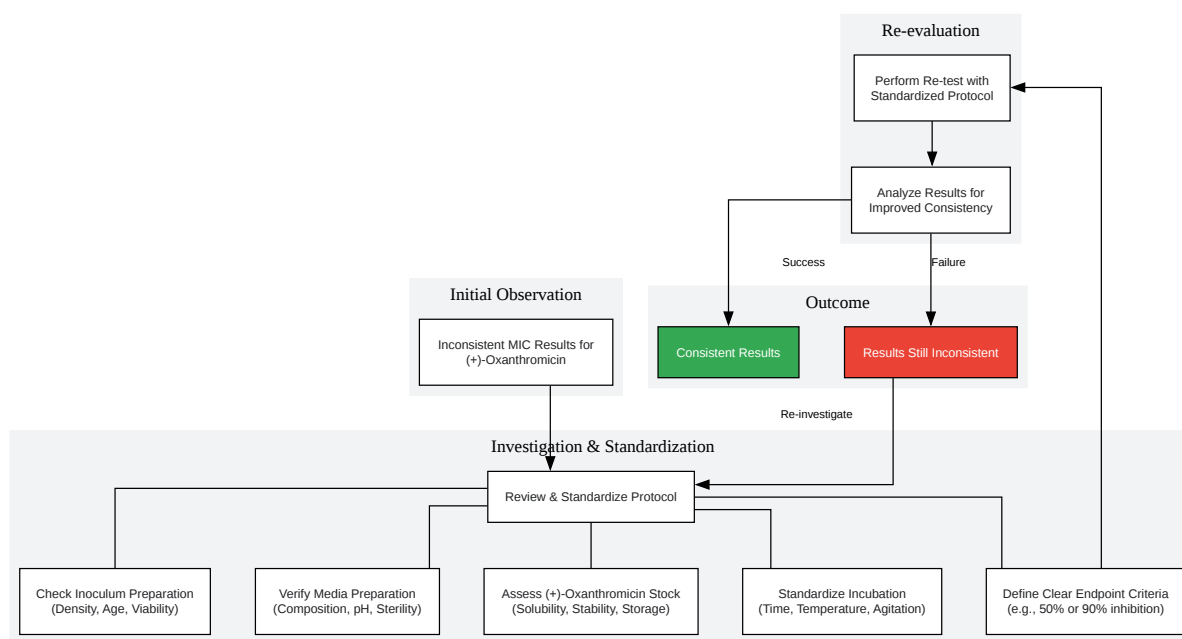 Re-evaluation
Perform Re-test with
Standardized Protocol
Analyze Results for
Improved Consistency
Success
Failure
Initial Observation
Inconsistent MIC Results for
(+)-Oxanthromicin
Outcome
Consistent Results
Results Still Inconsistent
Re-investigate
Investigation & Standardization
Review & Standardize Protocol
Check Inoculum Preparation
(Density, Age, Viability)
Verify Media Preparation
(Composition, pH, Sterility)
Assess (+)-Oxanthromicin Stock
(Solubility, Stability, Storage)
Standardize Incubation
(Time, Temperature, Agitation)
Define Clear Endpoint Criteria
(e.g., 50% or 90% inhibition)